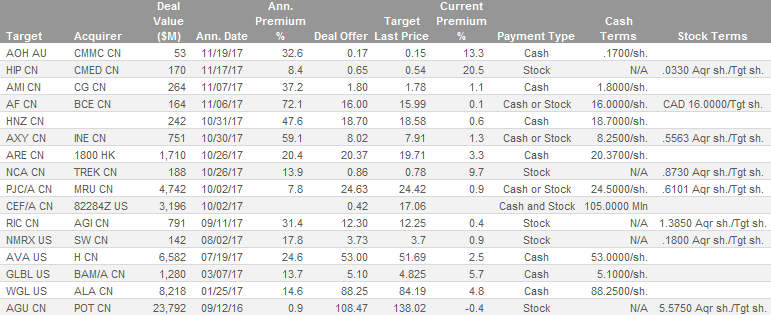 Deal Ann. Target Current
Value Premium Premium Cash
Target Acquirer ($M) Ann. Date % Deal Offer Last Price % Payment Type Terms Stock Terms
AOH AU CMMC CN 53 11/19/17 32.6 0.17 0.15 13.3 Cash .1700/sh.
HIP CN CMED CN 170 11/17/17 8.4 0.65 0.54 20.5 Stock N/A .0330 Aqr sh./Tgt sh.
AMI CN CG CN 264 11/07/17 37.2 1.80 1.78 1.1 Cash 1.8000/sh.
AF CN BCE CN 164 11/06/17 72.1 16.00 15.99 0.1 Cash or Stock 16.0000/sh. CAD 16.0000/Tgt sh.
HNZ CN 242 10/31/17 47.6 18.70 18.58 0.6 Cash 18.7000/sh.
AXY CN INE CN 751 10/30/17 59.1 8.02 7.91 1.3 Cash or Stock 8.2500/sh. .5563 Aqr sh./Tgt sh.
ARE CN 1800 HK 1,710 10/26/17 20.4 20.37 19.71 3.3 Cash 20.3700/sh.
NCA CN TREK CN 188 10/26/17 13.9 0.86 0.78 9.7 Stock N/A .8730 Aqr sh./Tgt sh.
PJC/A CN MRU CN 4,742 10/02/17 7.8 24.63 24.42 0.9 Cash or Stock 24.5000/sh. .6101 Aqr sh./Tgt sh.
CEF/A CN 82284Z US 3,196 10/02/17 0.42 17.06 Cash and Stock 105.0000 Mln
RIC CN AGI CN 791 09/11/17 31.4 12.30 12.25 0.4 Stock N/A 1.3850 Aqr sh./Tgt sh.
NMRX US SW CN 142 08/02/17 17.8 3.73 3.7 0.9 Stock N/A .1800 Aqr sh./Tgt sh.
AVA US H CN 6,582 07/19/17 24.6 53.00 51.69 2.5 Cash 53.0000/sh.
GLBL US BAM/A CN 1,280 03/07/17 13.7 5.10 4.825 5.7 Cash 5.1000/sh.
WGL US ALA CN 8,218 01/25/17 14.6 88.25 84.19 4.8 Cash 88.2500/sh.
AGU CN POT CN 23,792 09/12/16 0.9 108.47 138.02 -0.4 Stock N/A 5.5750 Aqr sh./Tgt sh.